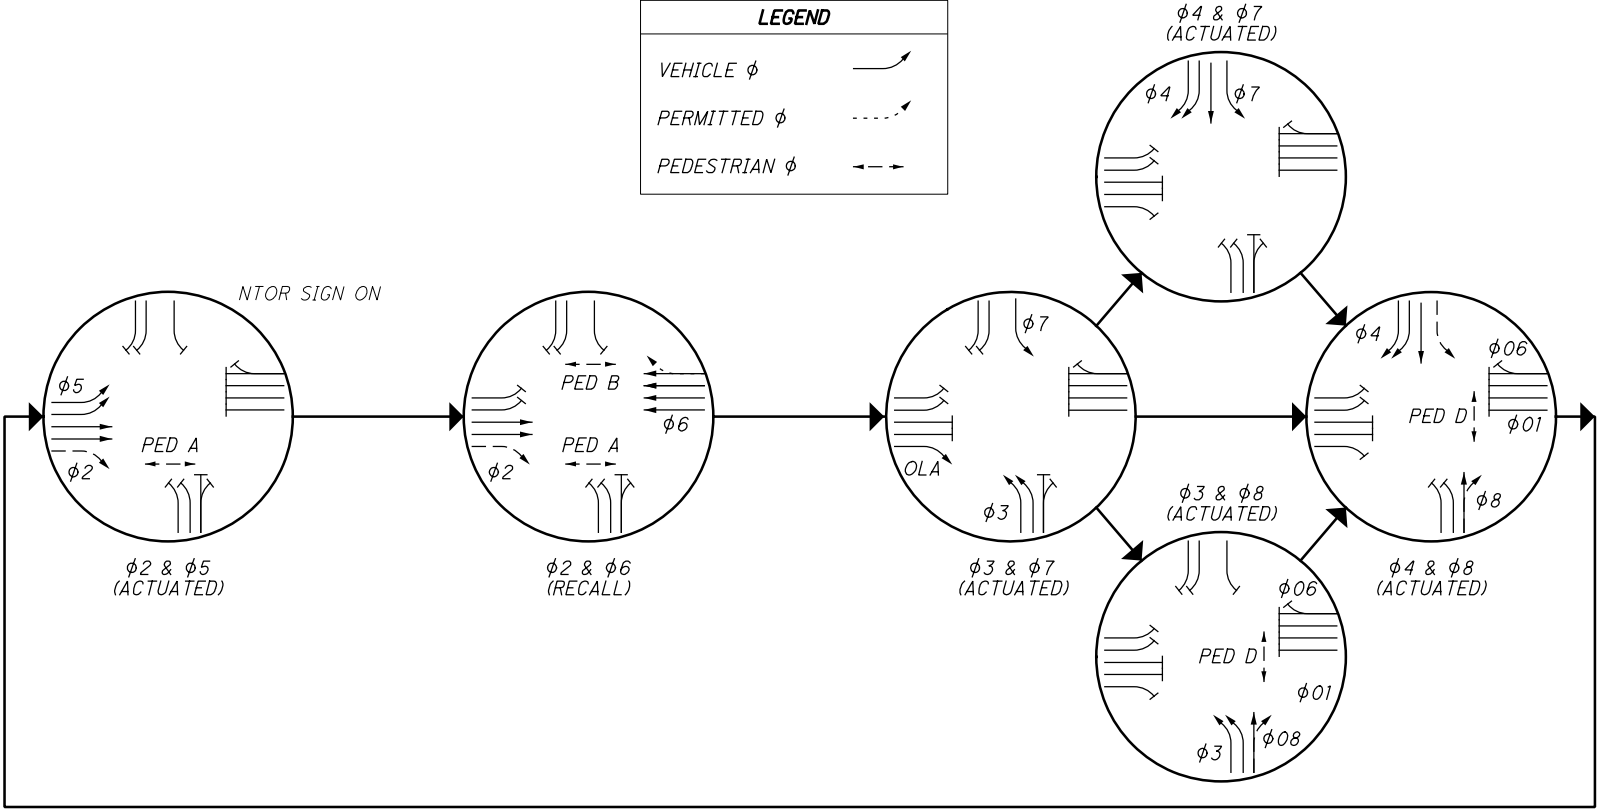 LEGEND
VEHICLE ϕ
PERMITTED ϕ
PEDESTRIAN ϕ
ϕ4 & ϕ7
(ACTUATED)
ϕ4
ϕ7
NTOR SIGN ON
ϕ5
PED A
ϕ2
ϕ2 & ϕ5
(ACTUATED)
PED B
ϕ6
PED A
ϕ2
ϕ2 & ϕ6
(RECALL)
ϕ7
OLA
ϕ3
ϕ3 & ϕ7
(ACTUATED)
ϕ3 & ϕ8
(ACTUATED)
ϕ06
PED D
ϕ01
ϕ3
ϕ08
ϕ4
ϕ06
PED D
ϕ01
ϕ8
ϕ4 & ϕ8
(ACTUATED)